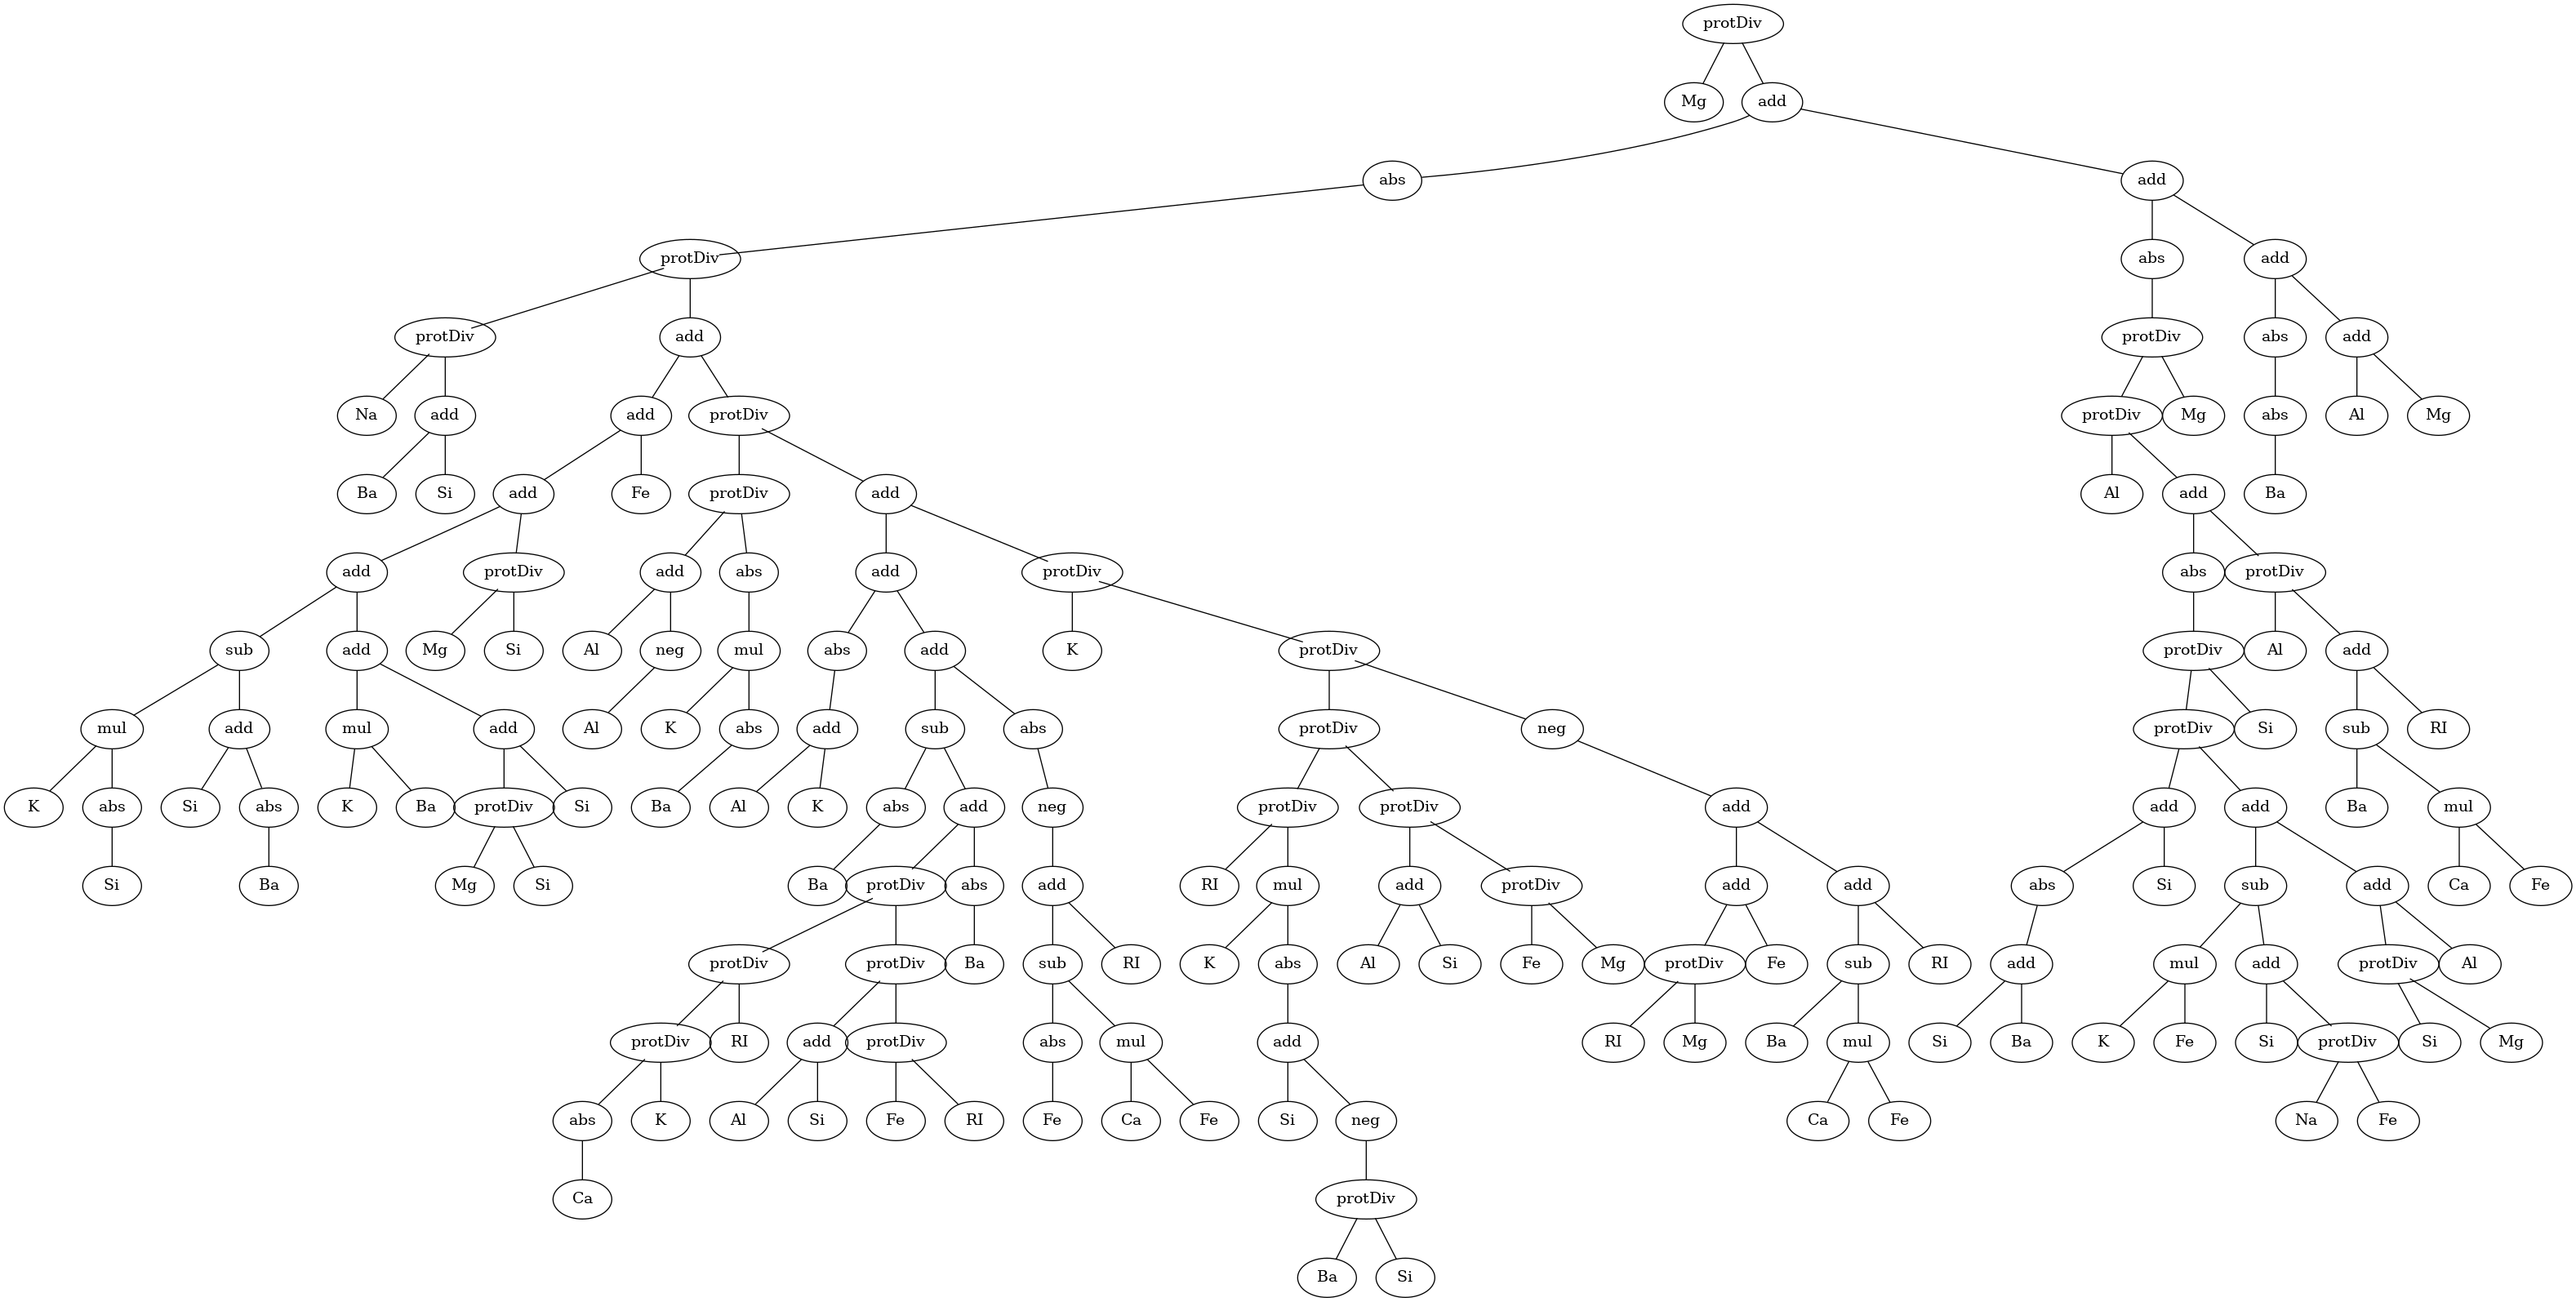 protDiv
Mg add
abs add
protDiv abs add
protDiv add protDiv abs add
Na add add protDiv protDiv Mg abs Al Mg
Ba Si add Fe protDiv add Al add Ba
add protDiv add abs add protDiv abs protDiv
sub add Mg Si Al neg mul abs add K protDiv protDiv Al add
mul add mul add Al K abs add sub abs protDiv neg protDiv Si sub RI
K abs Si abs K Ba protDiv Si Ba Al K abs add neg protDiv protDiv add add add Ba mul
Si Ba Mg Si Ba protDiv abs add RI mul add protDiv add add abs Si sub add Ca Fe
protDiv protDiv Ba sub RI K abs Al Si Fe Mg protDiv Fe sub RI add mul add protDiv Al
protDiv RI add protDiv abs mul add RI Mg Ba mul Si Ba K Fe Si protDiv Si Mg
abs K Al Si Fe RI Fe Ca Fe Si neg Ca Fe Na Fe
Ca protDiv
Ba Si